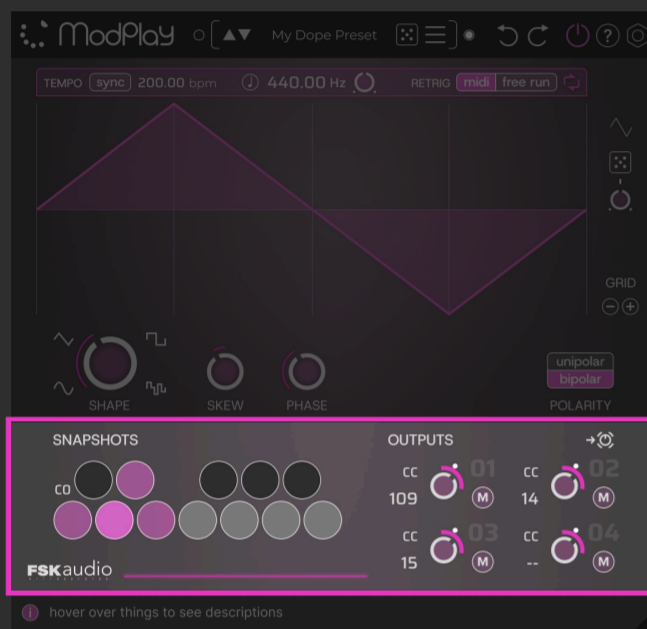 ModPlay My Dope Preset ?
TEMPO sync 200.00 bpm 440.00 Hz RETRIG midi free run
GRID
unipolar
bipolar
SHAPE SKEW PHASE POLARITY
SNAPSHOTS OUTPUTS
C0
CC 109 M 01
CC 14 M 02
CC 15 M 03
CC -- M 04
FSKaudio
i hover over things to see descriptions